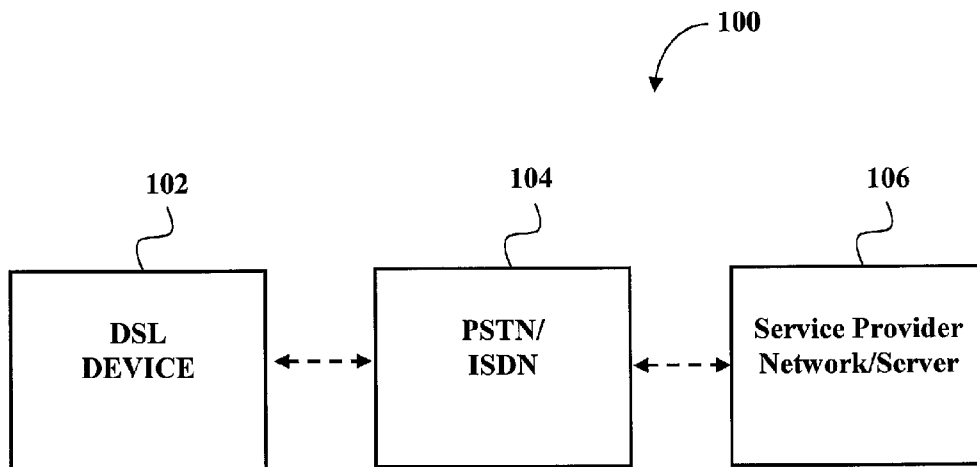 100
102
104
106
DSL
DEVICE
PSTN/
ISDN
Service Provider
Network/Server